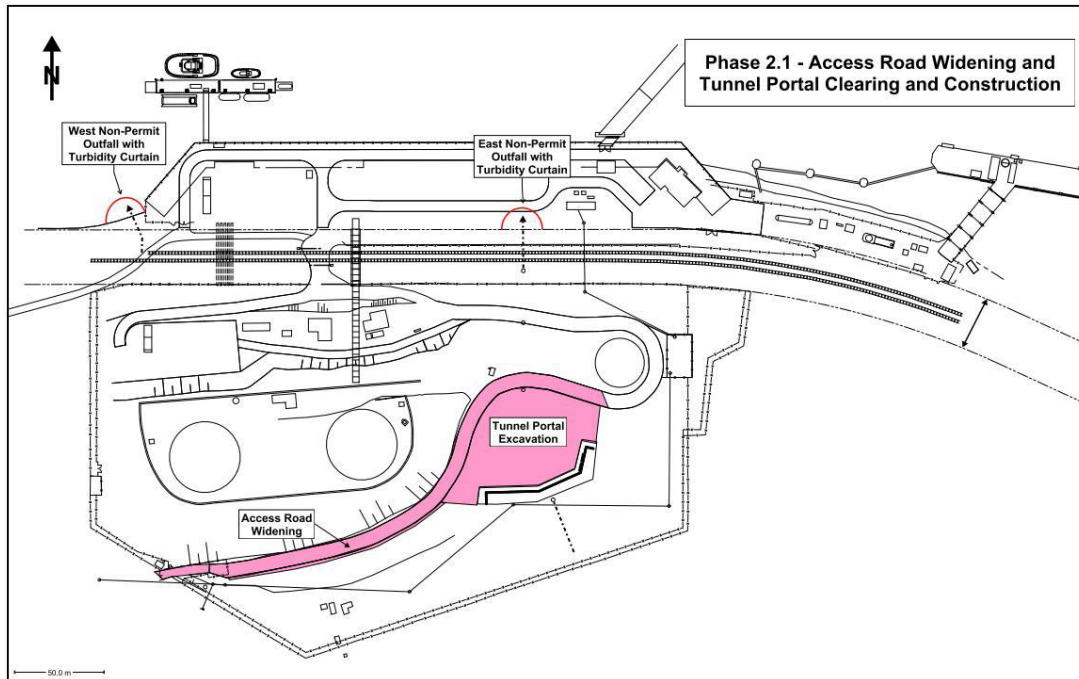 N
Phase 2.1 - Access Road Widening and
Tunnel Portal Clearing and Construction
West Non-Permit
Outfall with
Turbidity Curtain
East Non-Permit
Outfall with
Turbidity Curtain
Tunnel Portal
Excavation
Access Road
Widening
50.0 m